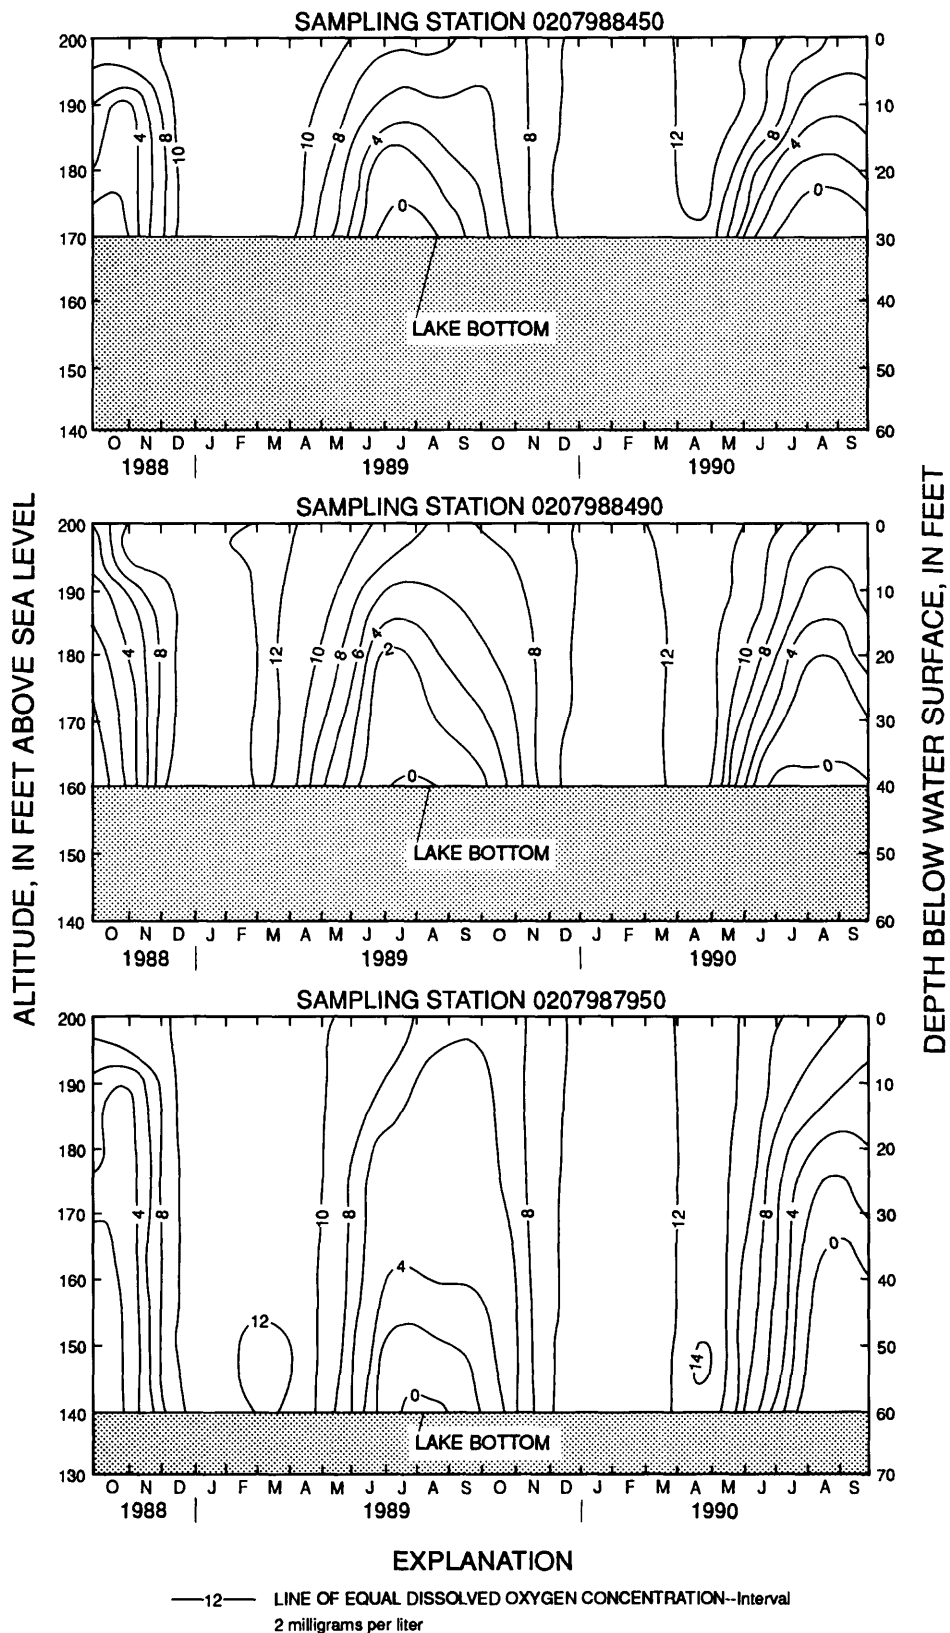 SAMPLING STATION 0207988450
200 0
190 10
4 8 10 10 8 4 8 12 8 4
180 20
0 0
170 30
160 40
LAKE BOTTOM
150 50
140 60
O N D J F M A M J J A S O N D J F M A M J J A S
1988 1989 1990
ALTITUDE, IN FEET ABOVE SEA LEVEL
DEPTH BELOW WATER SURFACE, IN FEET
SAMPLING STATION 0207988490
200 0
190 10
4
180 4 8 12 10 8 6 2 8 12 10 8 4 20
170 30
0 0
160 40
150 LAKE BOTTOM 50
140 60
O N D J F M A M J J A S O N D J F M A M J J A S
1988 1989 1990
SAMPLING STATION 0207987950
200 0
190 10
180 20
170 4 8 10 8 8 12 8 4 30
0
160 4 40
12
150 14 50
0
140 60
LAKE BOTTOM
130 70
O N D J F M A M J J A S O N D J F M A M J J A S
1988 1989 1990
EXPLANATION
12 LINE OF EQUAL DISSOLVED OXYGEN CONCENTRATION--Interval
2 milligrams per liter